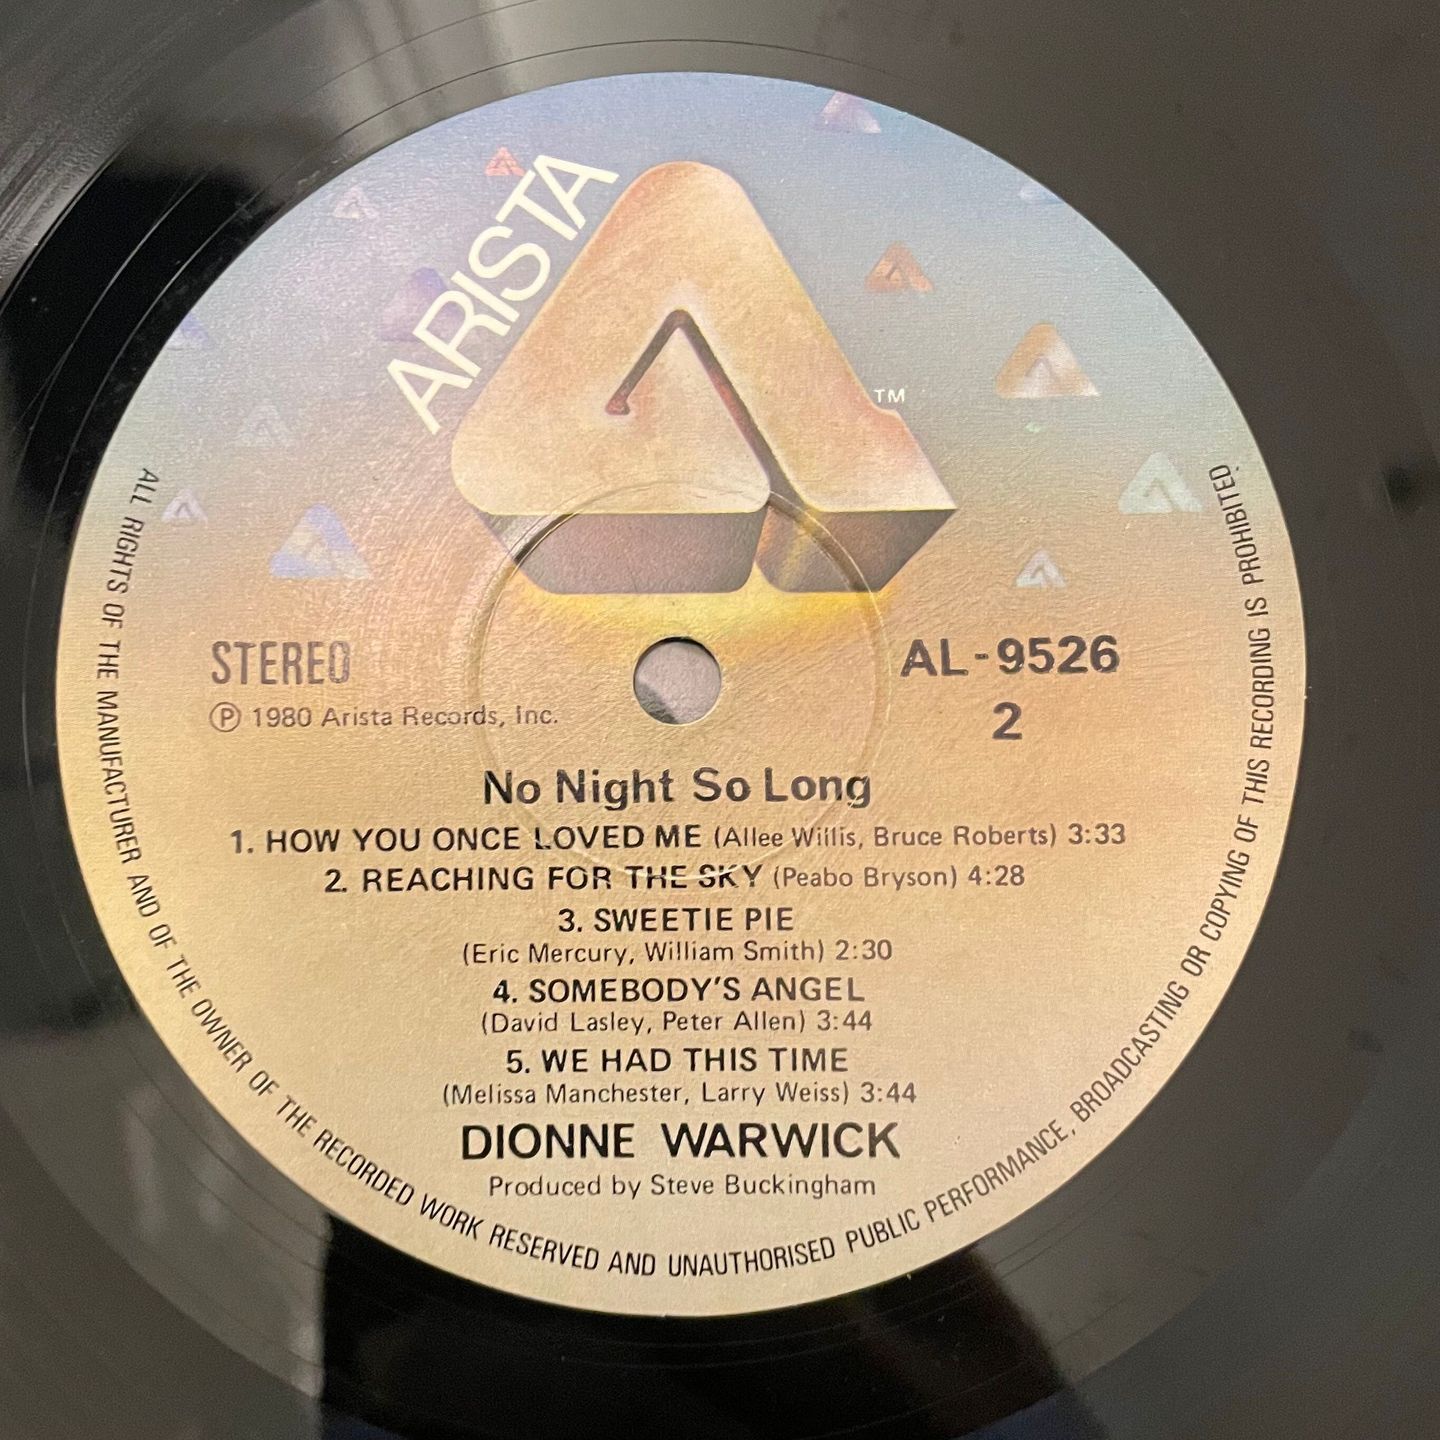 ARISTA
TM
STEREO
℗ 1980 Arista Records, Inc.
AL-9526
2
No Night So Long
1. HOW YOU ONCE LOVED ME (Allee Willis, Bruce Roberts) 3:33
2. REACHING FOR THE SKY (Peabo Bryson) 4:28
3. SWEETIE PIE
(Eric Mercury, William Smith) 2:30
4. SOMEBODY'S ANGEL
(David Lasley, Peter Allen) 3:44
5. WE HAD THIS TIME
(Melissa Manchester, Larry Weiss) 3:44
DIONNE WARWICK
Produced by Steve Buckingham
ALL RIGHTS OF THE MANUFACTURER AND OF THE OWNER OF THE RECORDED WORK RESERVED AND UNAUTHORISED PUBLIC PERFORMANCE, BROADCASTING OR COPYING OF THIS RECORDING IS PROHIBITED.